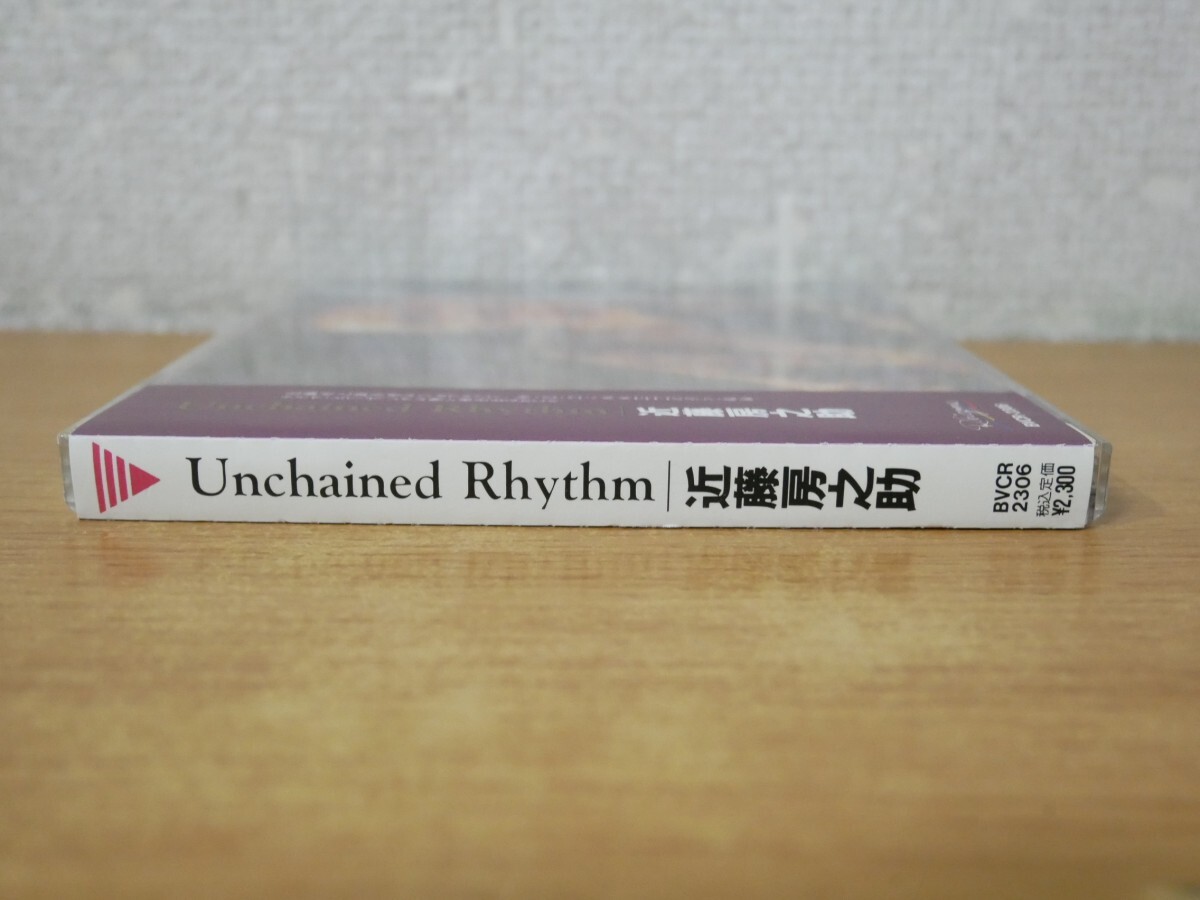 Unchained Rhythm | 近藤房之助
Unchained Rhythm | 近藤房之助
BVCR
2306
税込定価
¥2,300